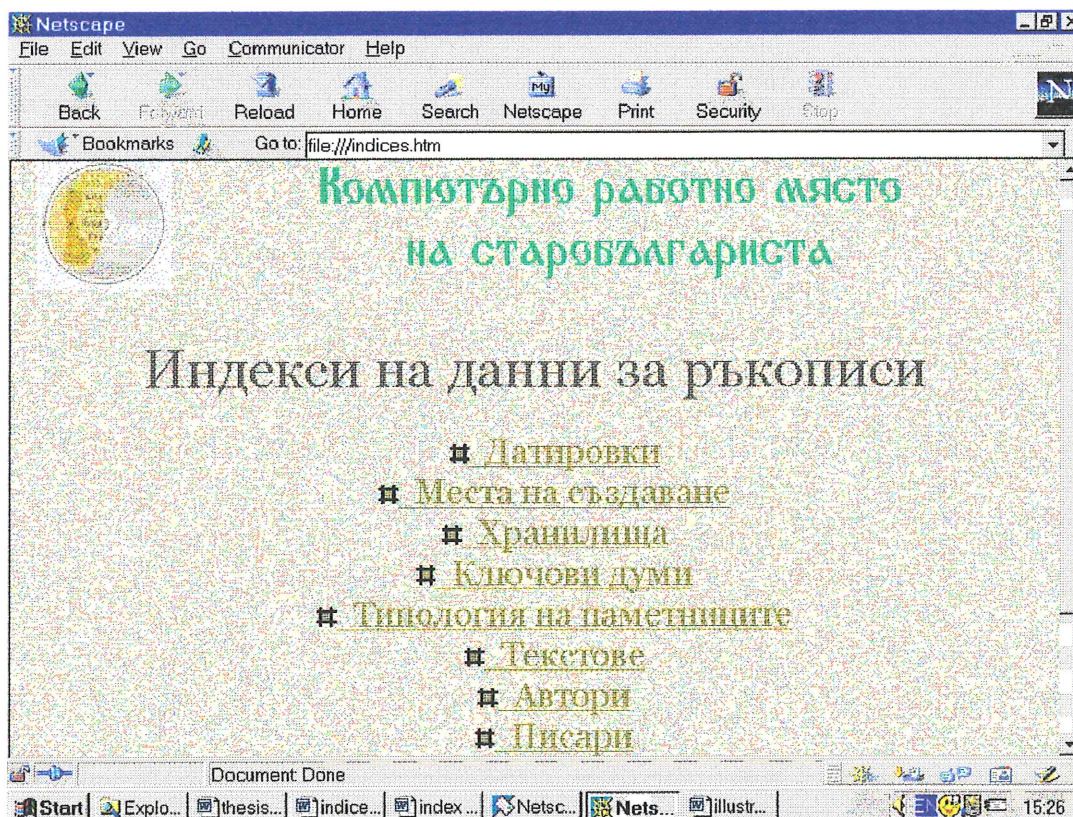 Netscape
File Edit View Go Communicator Help
Back Forward Reload Home Search Netscape Print Security Stop
Bookmarks Go to: file:///indices.htm
Компютърно работно място
на старобългариста
Индекси на данни за ръкописи
Датировки
Места на създаване
Хранилища
Ключови думи
Типология на паметниците
Текстове
Автори
Писари
Document: Done
Start Explo... thesis... indice... index ... Netsc... Nets... illustr... EN 15:26